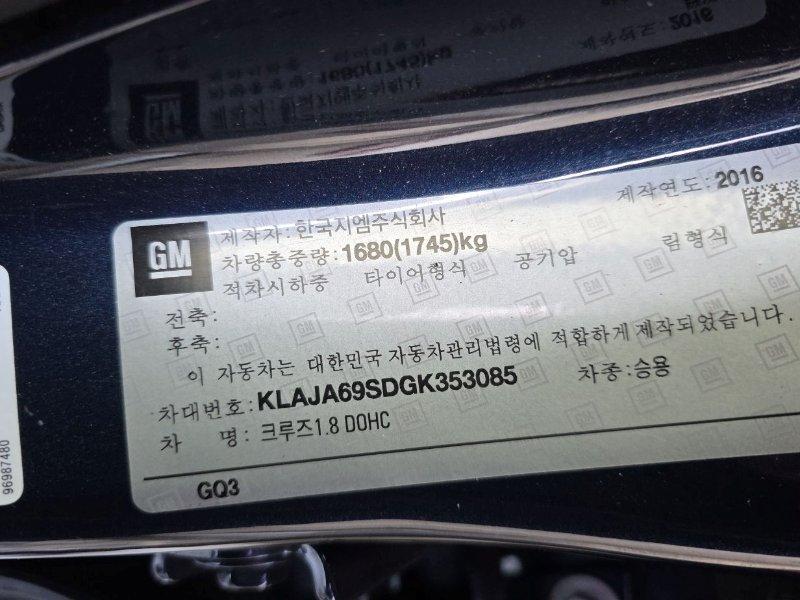 GM
제작자: 한국지엠주식회사
제작연도: 2016
차량총중량: 1680(1745)kg
적차시하중 타이어형식 공기압 림형식
전축:
후축:
이 자동차는 대한민국 자동차관리법령에 적합하게 제작되었습니다.
차대번호: KLAJA69SDGK353085 차종: 승용
차 명: 크루즈1.8 DOHC
GQ3
96987480